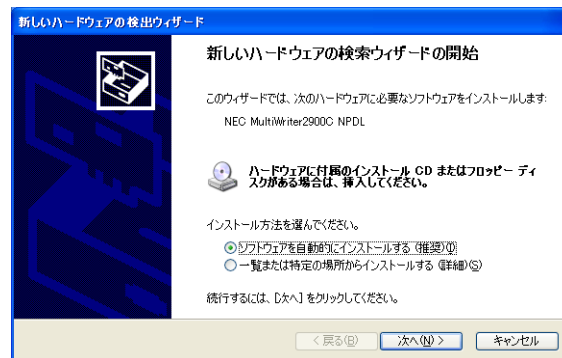 新しいハードウェアの検出ウィザード
新しいハードウェアの検索ウィザードの開始
このウィザードでは、次のハードウェアに必要なソフトウェアをインストールします:
NEC MultiWriter2900C NPDL
ハードウェアに付属のインストール CD またはフロッピー ディ
スクがある場合は、挿入してください。
インストール方法を選んでください。
ソフトウェアを自動的にインストールする (推奨)(I)
一覧または特定の場所からインストールする (詳細)(S)
続行するには、[次へ] をクリックしてください。
< 戻る(B) 次へ(N) > キャンセル